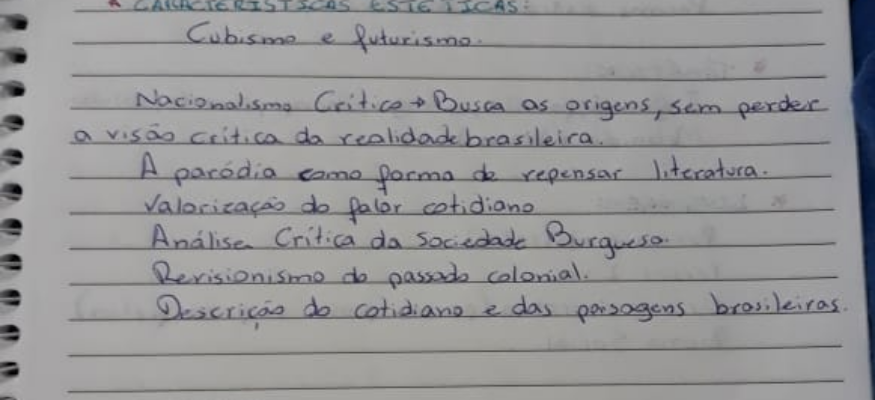 * CARACTERÍSTICAS ESTÉTICAS:
Cubismo e futurismo.
Nacionalismo Crítico → Busca as origens, sem perder
a visão crítica da realidade brasileira.
A paródia como forma de repensar literatura.
Valorização do falar cotidiano
Análise Crítica da Sociedade Burguesa.
Revisionismo do passado colonial.
Descrição do cotidiano e das paisagens brasileiras.